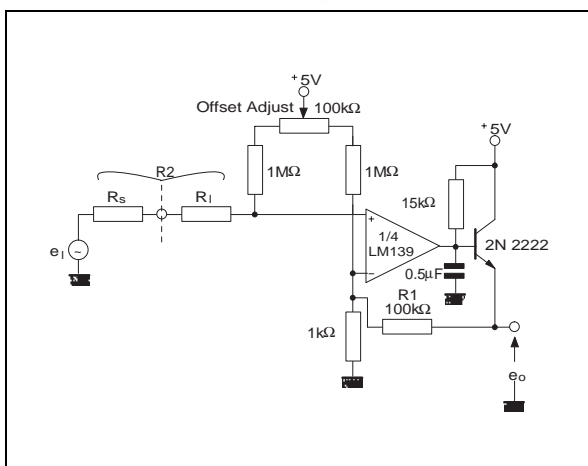 +5V
Offset Adjust 100kΩ
+5V
R2
1MΩ
1MΩ
15kΩ
Rs
Rl
+
1/4
LM139
2N 2222
eI
−
0.5µF
R1
100kΩ
1kΩ
eo